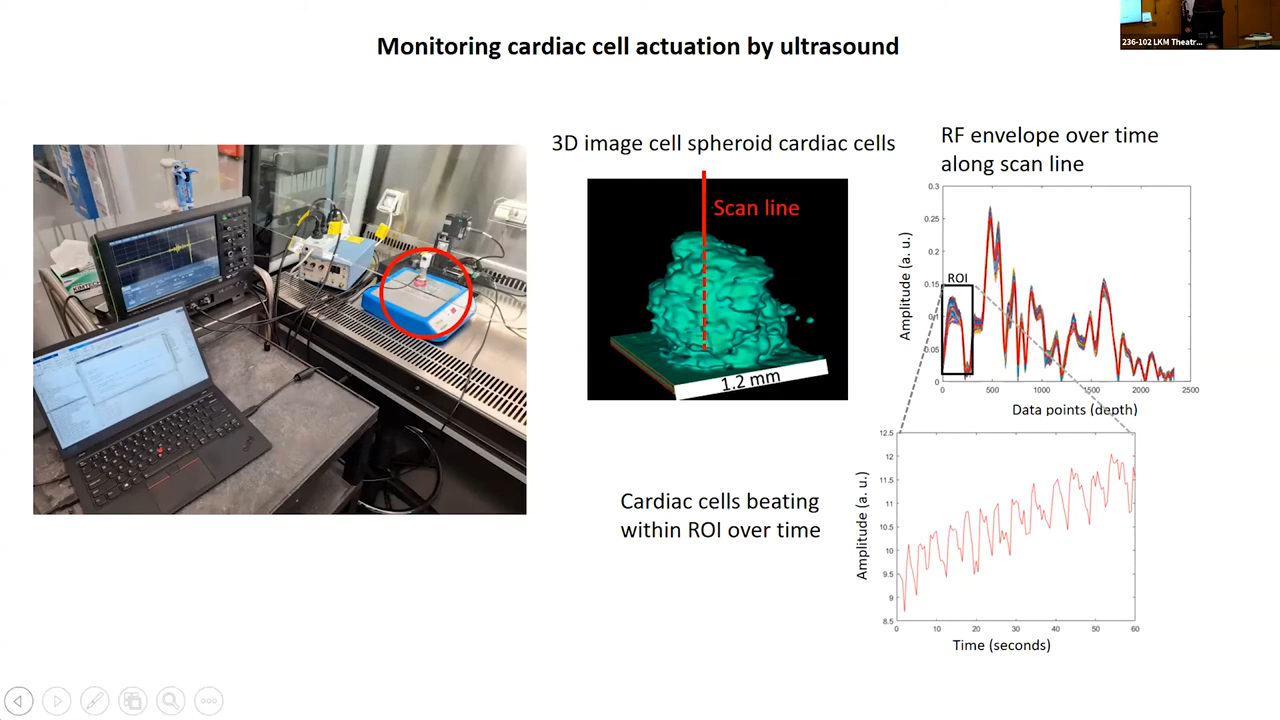 Monitoring cardiac cell actuation by ultrasound
236-102 LKM Theatr...
3D image cell spheroid cardiac cells
Scan line
1.2 mm
RF envelope over time
along scan line
0.3
0.25
0.2
0.15
0.1
0.05
0
ROI
Amplitude (a. u.)
0 500 1000 1500 2000 2500
Data points (depth)
Cardiac cells beating
within ROI over time
12.5
12
11.5
11
10.5
10
9.5
9
8.5
Amplitude (a. u.)
0 10 20 30 40 50 60
Time (seconds)